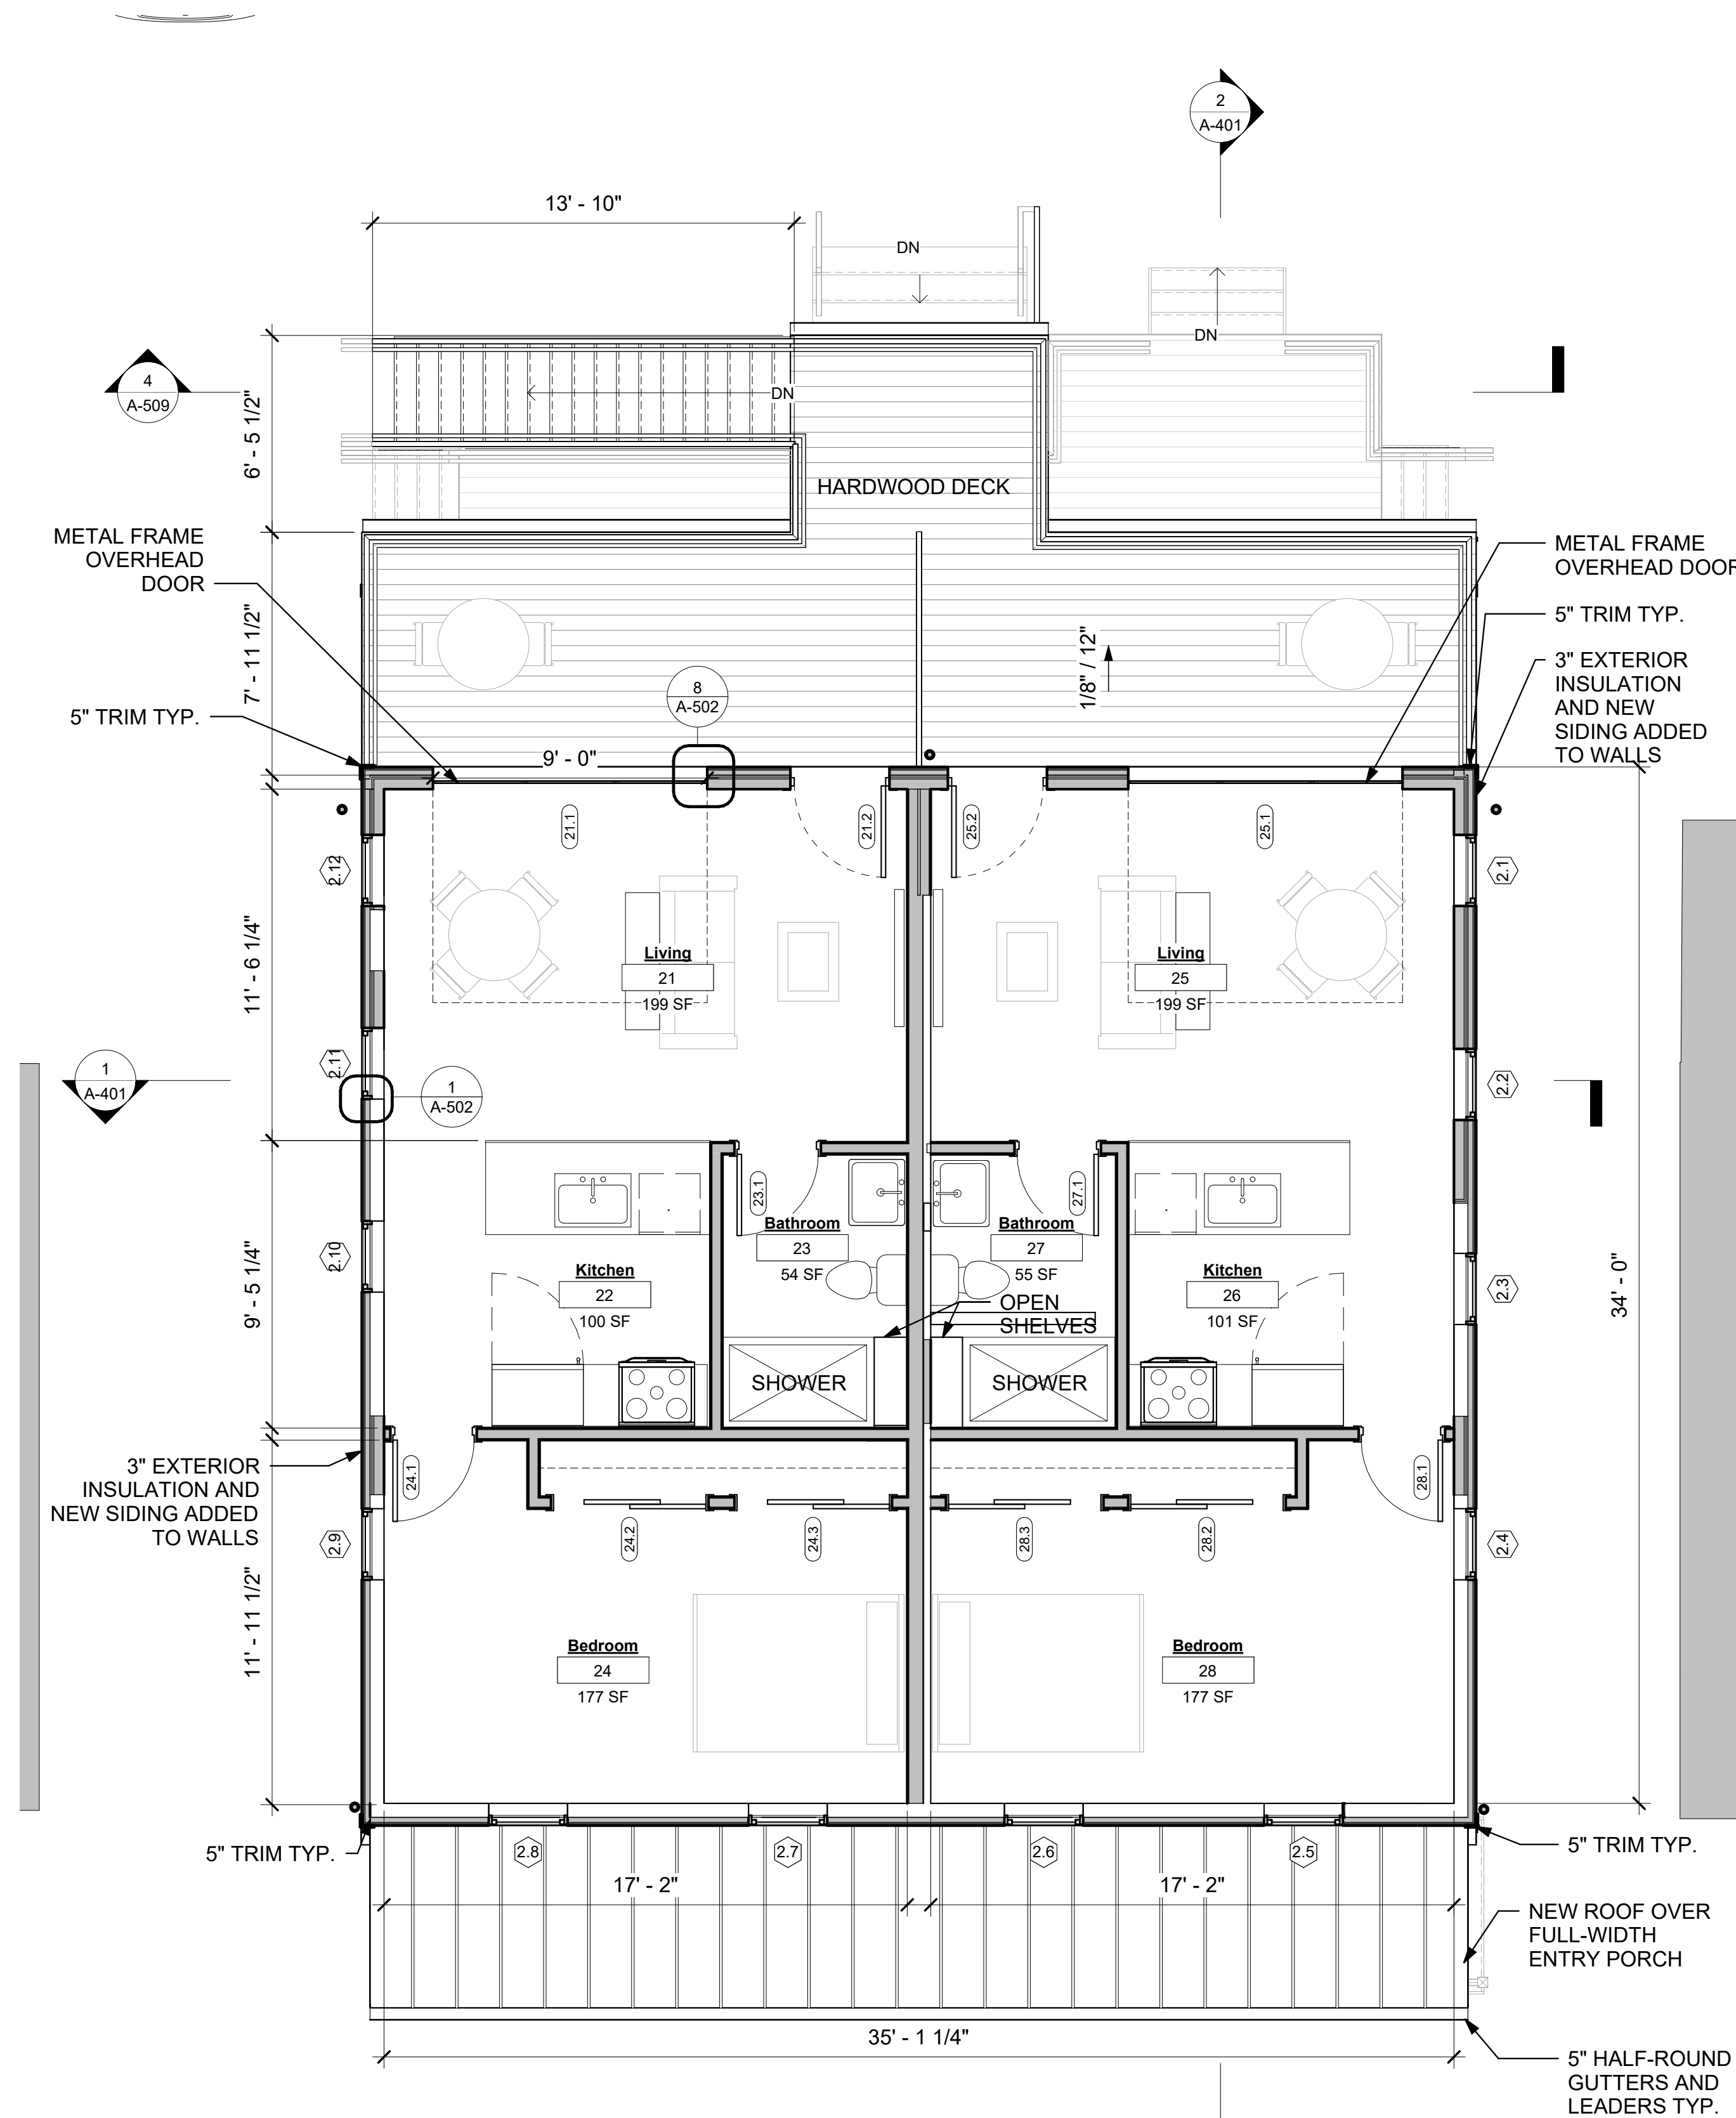 2
A-401
13' - 10"
DN
DN
4
A-509
DN
6' - 5 1/2"
HARDWOOD DECK
METAL FRAME
OVERHEAD
DOOR
METAL FRAME
OVERHEAD DOOR
5" TRIM TYP.
3" EXTERIOR
INSULATION
AND NEW
SIDING ADDED
TO WALLS
7' - 11 1/2"
1/8" / 12"
8
A-502
5" TRIM TYP.
9' - 0"
21.1
21.2
25.2
25.1
2.12
2.1
11' - 6 1/4"
Living
21
199 SF
Living
25
199 SF
2.11
2.2
1
A-401
1
A-502
23.1
27.1
Bathroom
23
54 SF
Bathroom
27
55 SF
2.10
2.3
9' - 5 1/4"
34' - 0"
Kitchen
22
100 SF
Kitchen
26
101 SF
OPEN
SHELVES
SHOWER
SHOWER
3" EXTERIOR
INSULATION AND
NEW SIDING ADDED
TO WALLS
24.1
28.1
2.9
24.2
24.3
28.3
28.2
2.4
11' - 11 1/2"
Bedroom
24
177 SF
Bedroom
28
177 SF
5" TRIM TYP.
2.8
2.7
2.6
2.5
5" TRIM TYP.
17' - 2"
17' - 2"
NEW ROOF OVER
FULL-WIDTH
ENTRY PORCH
35' - 1 1/4"
5" HALF-ROUND
GUTTERS AND
LEADERS TYP.